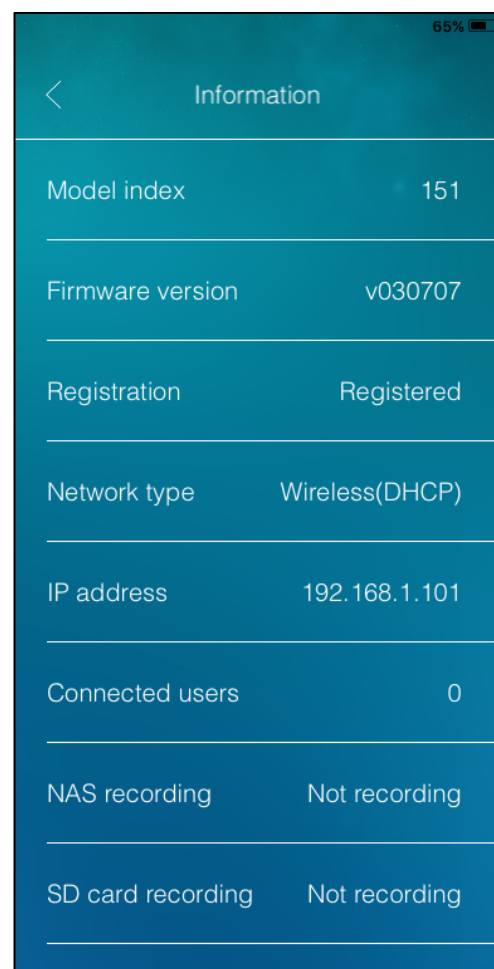 65%
Information
Model index 151
Firmware version v030707
Registration Registered
Network type Wireless(DHCP)
IP address 192.168.1.101
Connected users 0
NAS recording Not recording
SD card recording Not recording